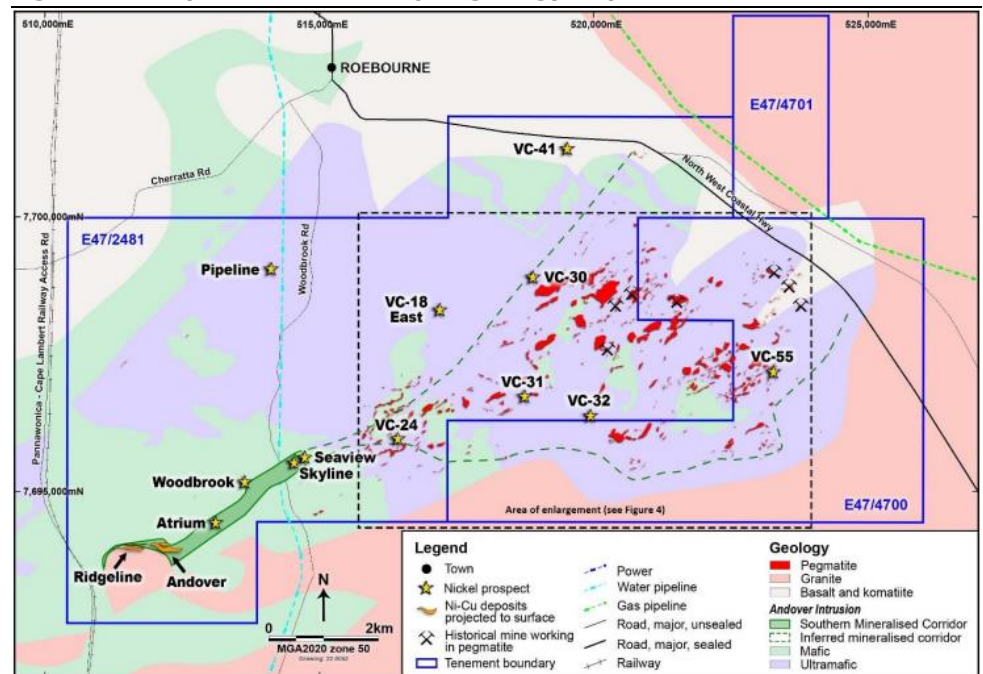 510,000mE
515,000mE
520,000mE
525,000mE
ROEBOURNE
E47/4701
VC-41
North West Coastal Hwy
Cherratta Rd
7,700,000mN
E47/2481
Woodbrook Rd
Pannawonica - Cape Lambert Railway Access Rd
Pipeline
VC-30
VC-18
East
VC-55
VC-31
VC-32
VC-24
Seaview
Skyline
Woodbrook
7,695,000mN
E47/4700
Area of enlargement (see Figure 4)
Atrium
Ridgeline
Andover
N
0
2km
MGA2020 zone 50
Legend
Town
Nickel prospect
Ni-Cu deposits
projected to surface
Historical mine working
in pegmatite
Tenement boundary
Power
Water pipeline
Gas pipeline
Road, major, unsealed
Road, major, sealed
Railway
Geology
Pegmatite
Granite
Basalt and komatiite
Andover Intrusion
Southern Mineralised Corridor
Inferred mineralised corridor
Mafic
Ultramafic